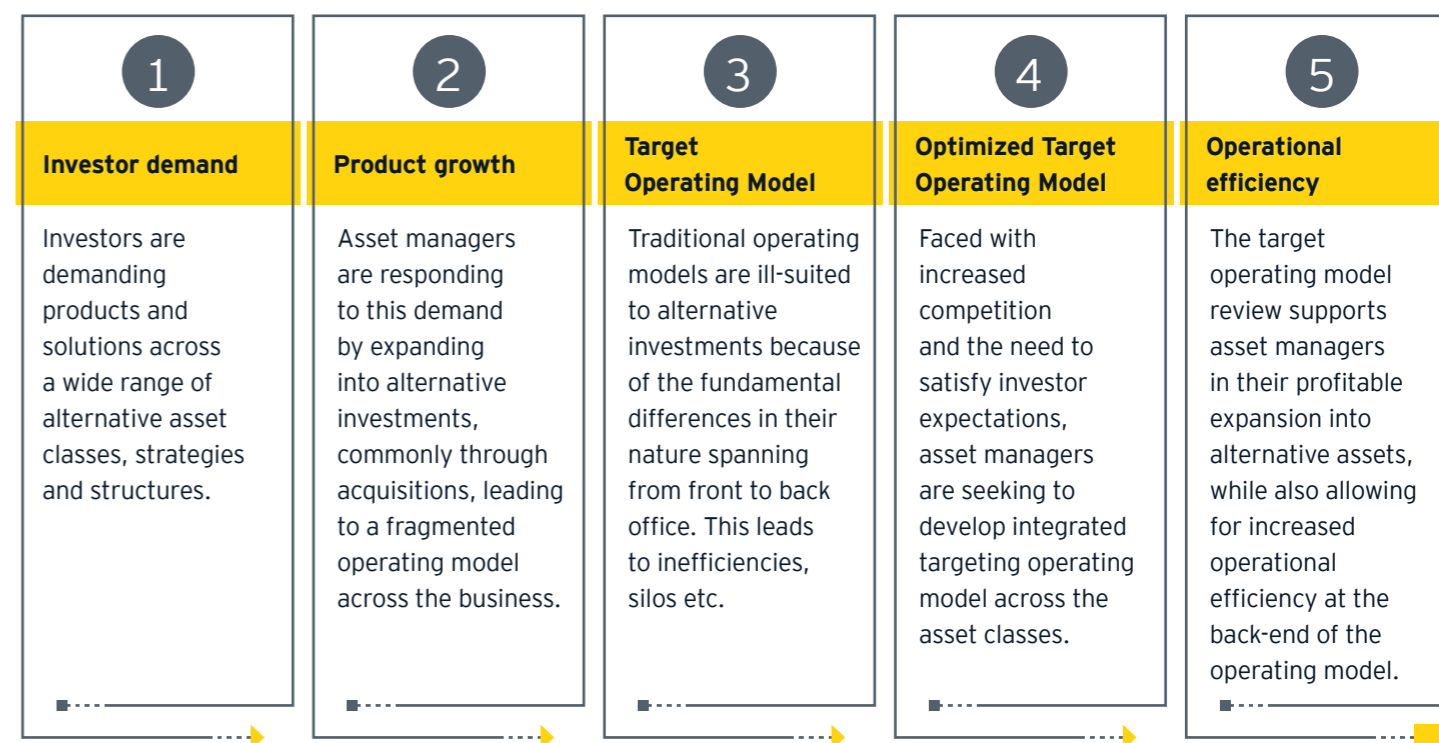 1
Investor demand
Investors are
demanding
products and
solutions across
a wide range of
alternative asset
classes, strategies
and structures.
2
Product growth
Asset managers
are responding
to this demand
by expanding
into alternative
investments,
commonly through
acquisitions, leading
to a fragmented
operating model
across the business.
3
Target
Operating Model
Traditional operating
models are ill-suited
to alternative
investments because
of the fundamental
differences in their
nature spanning
from front to back
office. This leads
to inefficiencies,
silos etc.
4
Optimized Target
Operating Model
Faced with
increased
competition
and the need to
satisfy investor
expectations,
asset managers
are seeking to
develop integrated
targeting operating
model across the
asset classes.
5
Operational
efficiency
The target
operating model
review supports
asset managers
in their profitable
expansion into
alternative assets,
while also allowing
for increased
operational
efficiency at the
back-end of the
operating model.